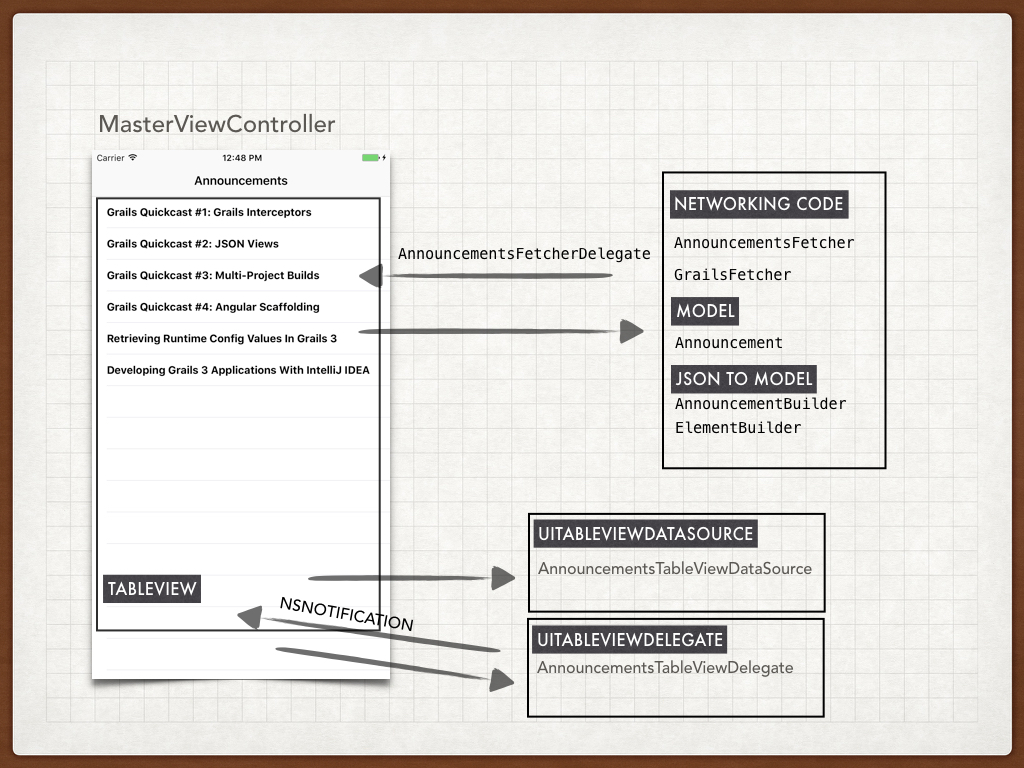 MasterViewController
Carrier 12:48 PM
Announcements
Grails Quickcast #1: Grails Interceptors
Grails Quickcast #2: JSON Views
Grails Quickcast #3: Multi-Project Builds
Grails Quickcast #4: Angular Scaffolding
Retrieving Runtime Config Values In Grails 3
Developing Grails 3 Applications With IntelliJ IDEA
TABLEVIEW
AnnouncementsFetcherDelegate
NETWORKING CODE
AnnouncementsFetcher
GrailsFetcher
MODEL
Announcement
JSON TO MODEL
AnnouncementBuilder
ElementBuilder
UITABLEVIEWDATASOURCE
AnnouncementsTableViewDataSource
NSNOTIFICATION
UITABLEVIEWDELEGATE
AnnouncementsTableViewDelegate